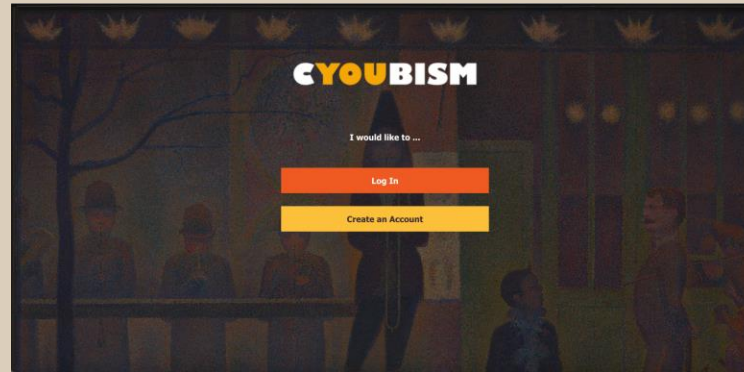 CYOUBISM
I would like to ...
Log In
Create an Account